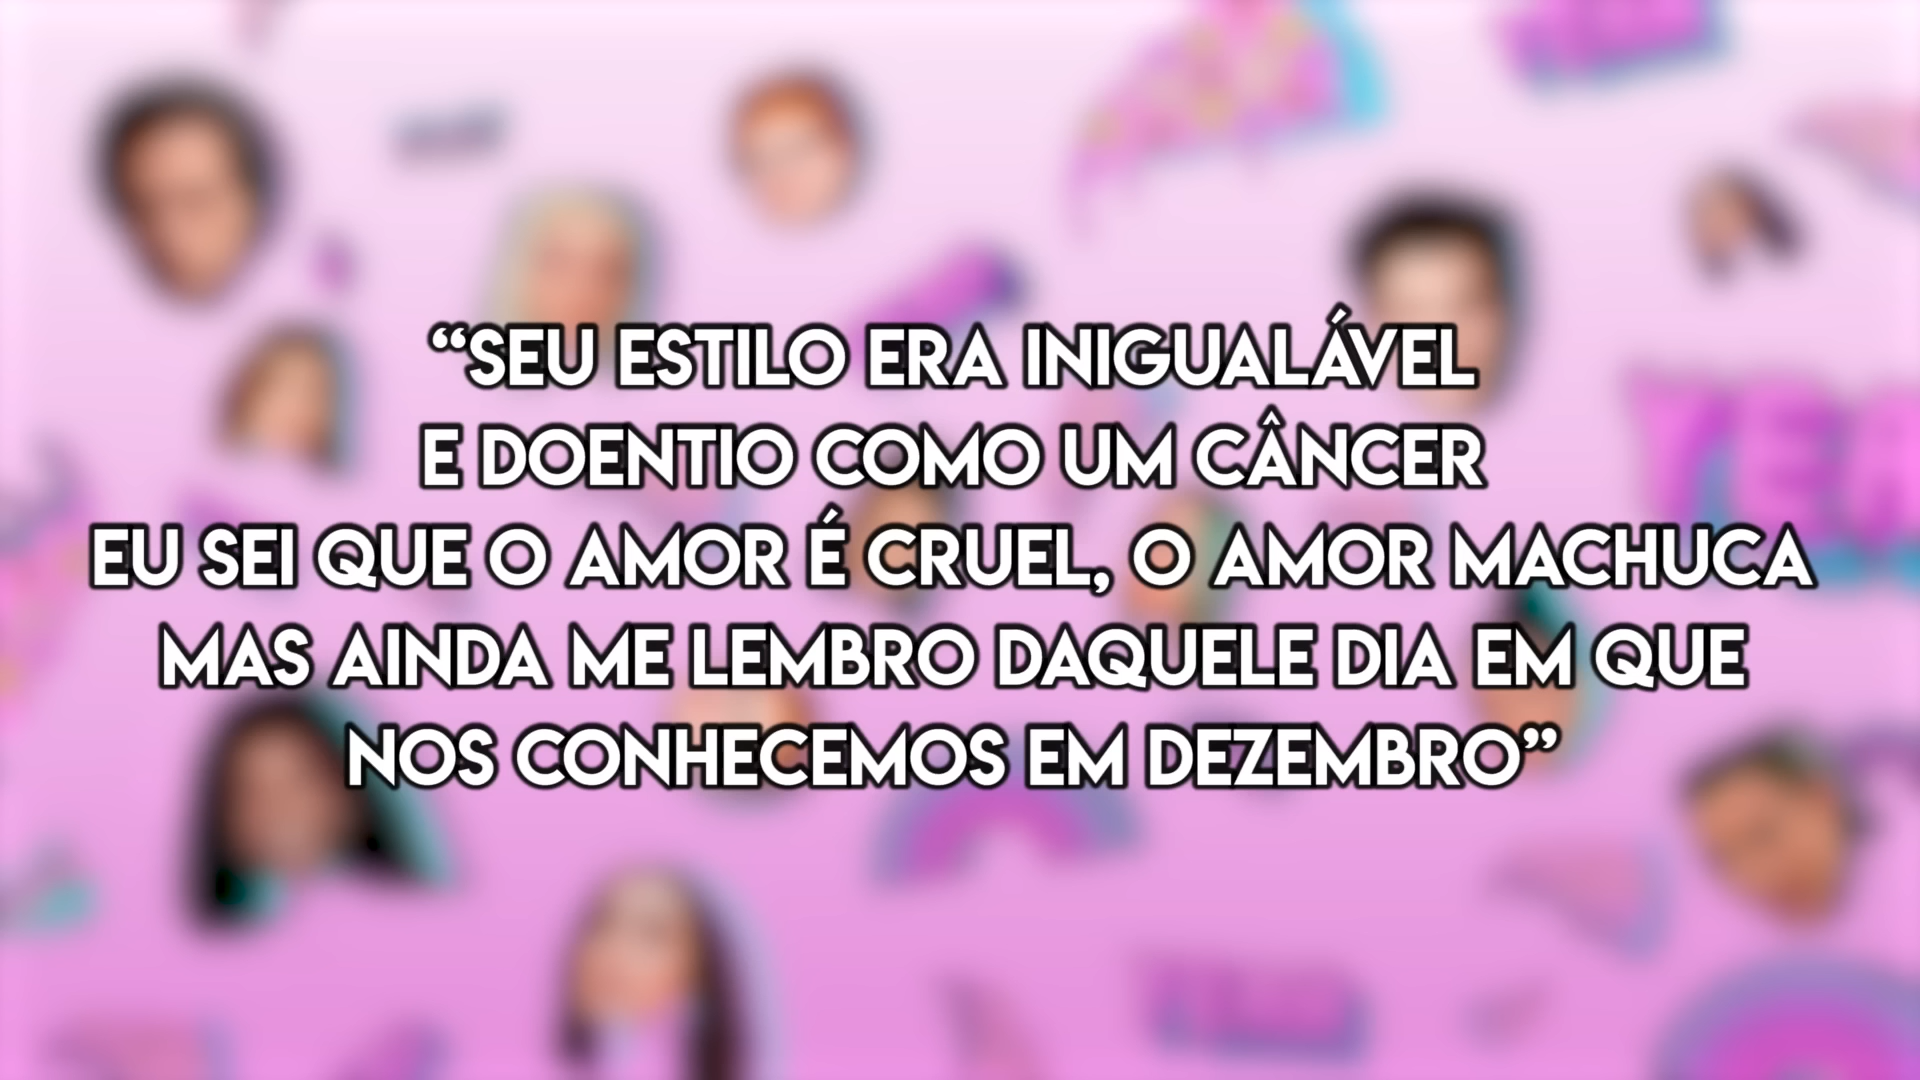 “SEU ESTILO ERA INIGUALÁVEL
E DOENTIO COMO UM CÂNCER
EU SEI QUE O AMOR É CRUEL, O AMOR MACHUCA
MAS AINDA ME LEMBRO DAQUELE DIA EM QUE
NOS CONHECEMOS EM DEZEMBRO”